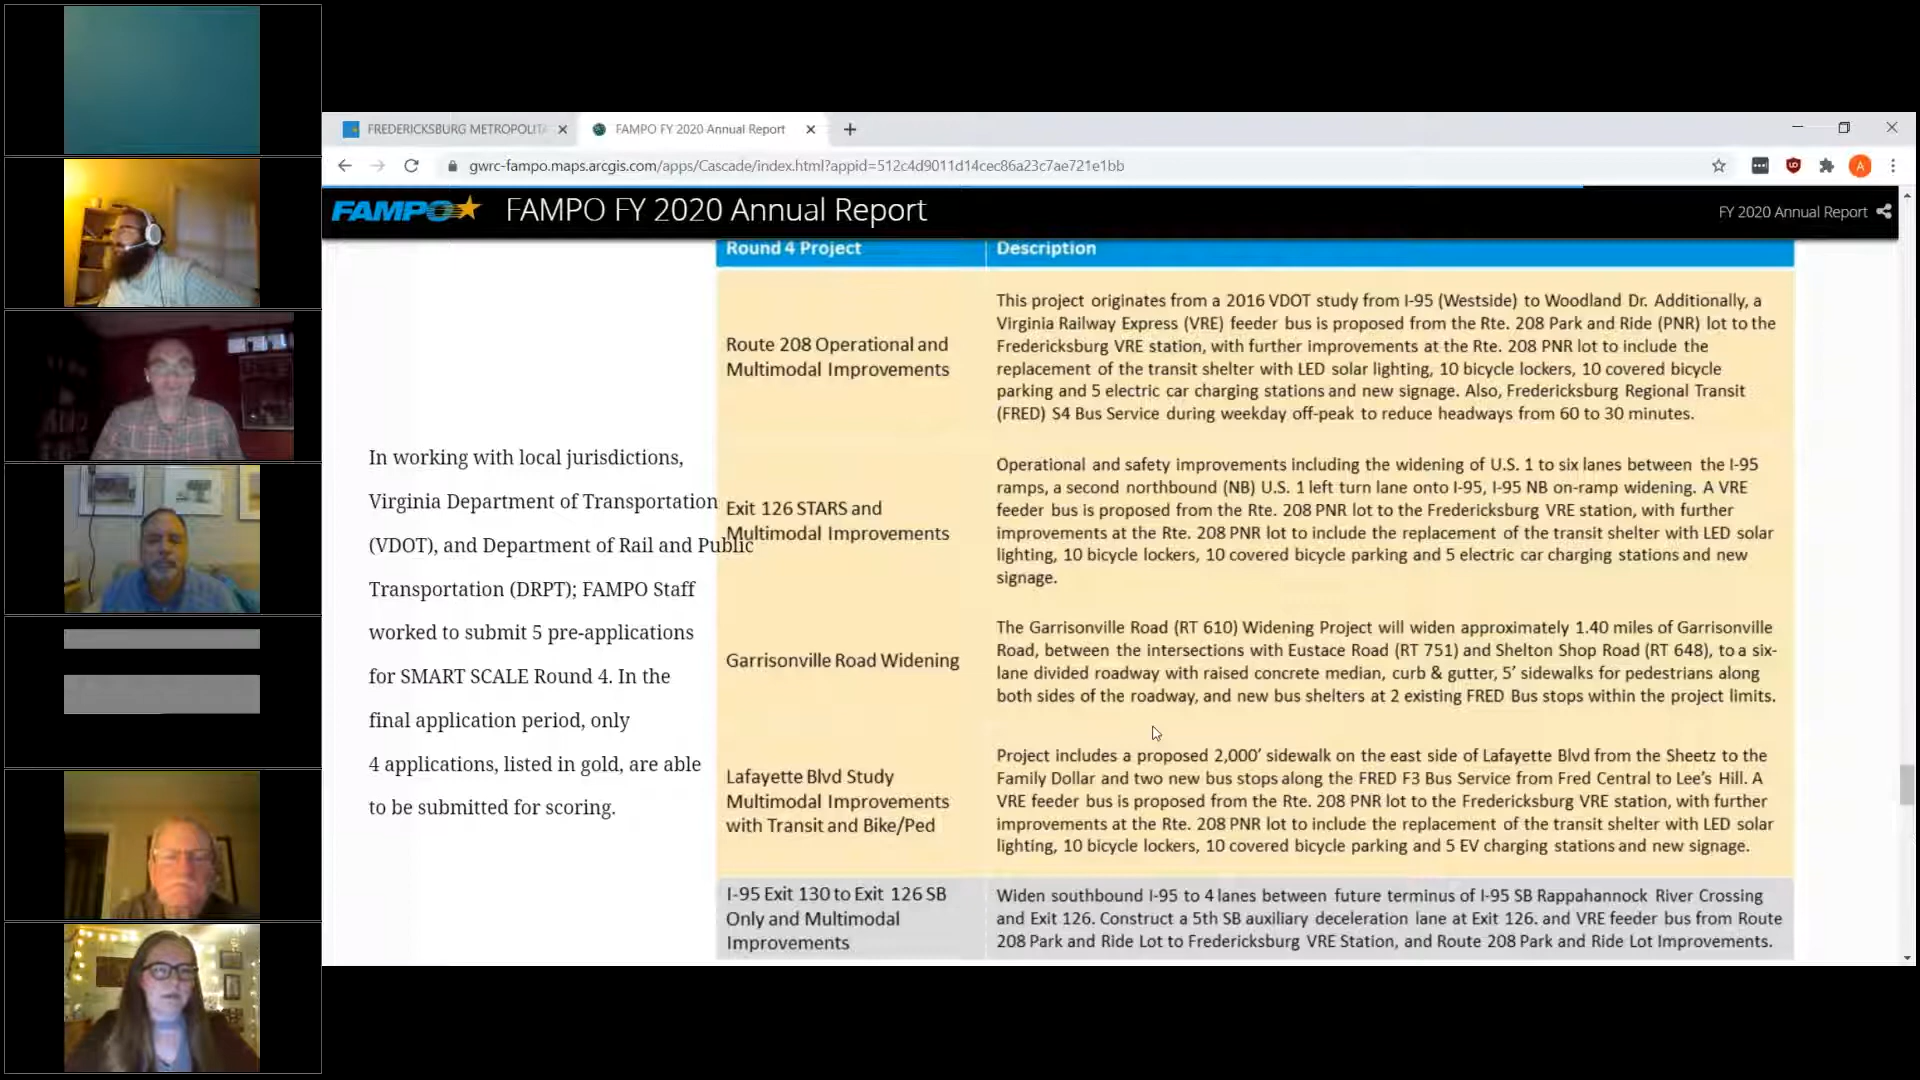 FREDERICKSBURG METROPOLITA
FAMPO FY 2020 Annual Report
gwrc-fampo.maps.arcgis.com/apps/Cascade/index.html?appid=512c4d9011d14cec86a23c7ae721e1bb
A
FAMPO
FAMPO FY 2020 Annual Report
FY 2020 Annual Report
In working with local jurisdictions,
Virginia Department of Transportation
(VDOT), and Department of Rail and Public
Transportation (DRPT); FAMPO Staff
worked to submit 5 pre-applications
for SMART SCALE Round 4. In the
final application period, only
4 applications, listed in gold, are able
to be submitted for scoring.
Round 4 Project
Description
Route 208 Operational and
Multimodal Improvements
This project originates from a 2016 VDOT study from I-95 (Westside) to Woodland Dr. Additionally, a
Virginia Railway Express (VRE) feeder bus is proposed from the Rte. 208 Park and Ride (PNR) lot to the
Fredericksburg VRE station, with further improvements at the Rte. 208 PNR lot to include the
replacement of the transit shelter with LED solar lighting, 10 bicycle lockers, 10 covered bicycle
parking and 5 electric car charging stations and new signage. Also, Fredericksburg Regional Transit
(FRED) S4 Bus Service during weekday off-peak to reduce headways from 60 to 30 minutes.
Exit 126 STARS and
Multimodal Improvements
Operational and safety improvements including the widening of U.S. 1 to six lanes between the I-95
ramps, a second northbound (NB) U.S. 1 left turn lane onto I-95, I-95 NB on-ramp widening. A VRE
feeder bus is proposed from the Rte. 208 PNR lot to the Fredericksburg VRE station, with further
improvements at the Rte. 208 PNR lot to include the replacement of the transit shelter with LED solar
lighting, 10 bicycle lockers, 10 covered bicycle parking and 5 electric car charging stations and new
signage.
Garrisonville Road Widening
The Garrisonville Road (RT 610) Widening Project will widen approximately 1.40 miles of Garrisonville
Road, between the intersections with Eustace Road (RT 751) and Shelton Shop Road (RT 648), to a six-
lane divided roadway with raised concrete median, curb & gutter, 5' sidewalks for pedestrians along
both sides of the roadway, and new bus shelters at 2 existing FRED Bus stops within the project limits.
Lafayette Blvd Study
Multimodal Improvements
with Transit and Bike/Ped
Project includes a proposed 2,000' sidewalk on the east side of Lafayette Blvd from the Sheetz to the
Family Dollar and two new bus stops along the FRED F3 Bus Service from Fred Central to Lee's Hill. A
VRE feeder bus is proposed from the Rte. 208 PNR lot to the Fredericksburg VRE station, with further
improvements at the Rte. 208 PNR lot to include the replacement of the transit shelter with LED solar
lighting, 10 bicycle lockers, 10 covered bicycle parking and 5 EV charging stations and new signage.
I-95 Exit 130 to Exit 126 SB
Only and Multimodal
Improvements
Widen southbound I-95 to 4 lanes between future terminus of I-95 SB Rappahannock River Crossing
and Exit 126. Construct a 5th SB auxiliary deceleration lane at Exit 126. and VRE feeder bus from Route
208 Park and Ride Lot to Fredericksburg VRE Station, and Route 208 Park and Ride Lot Improvements.